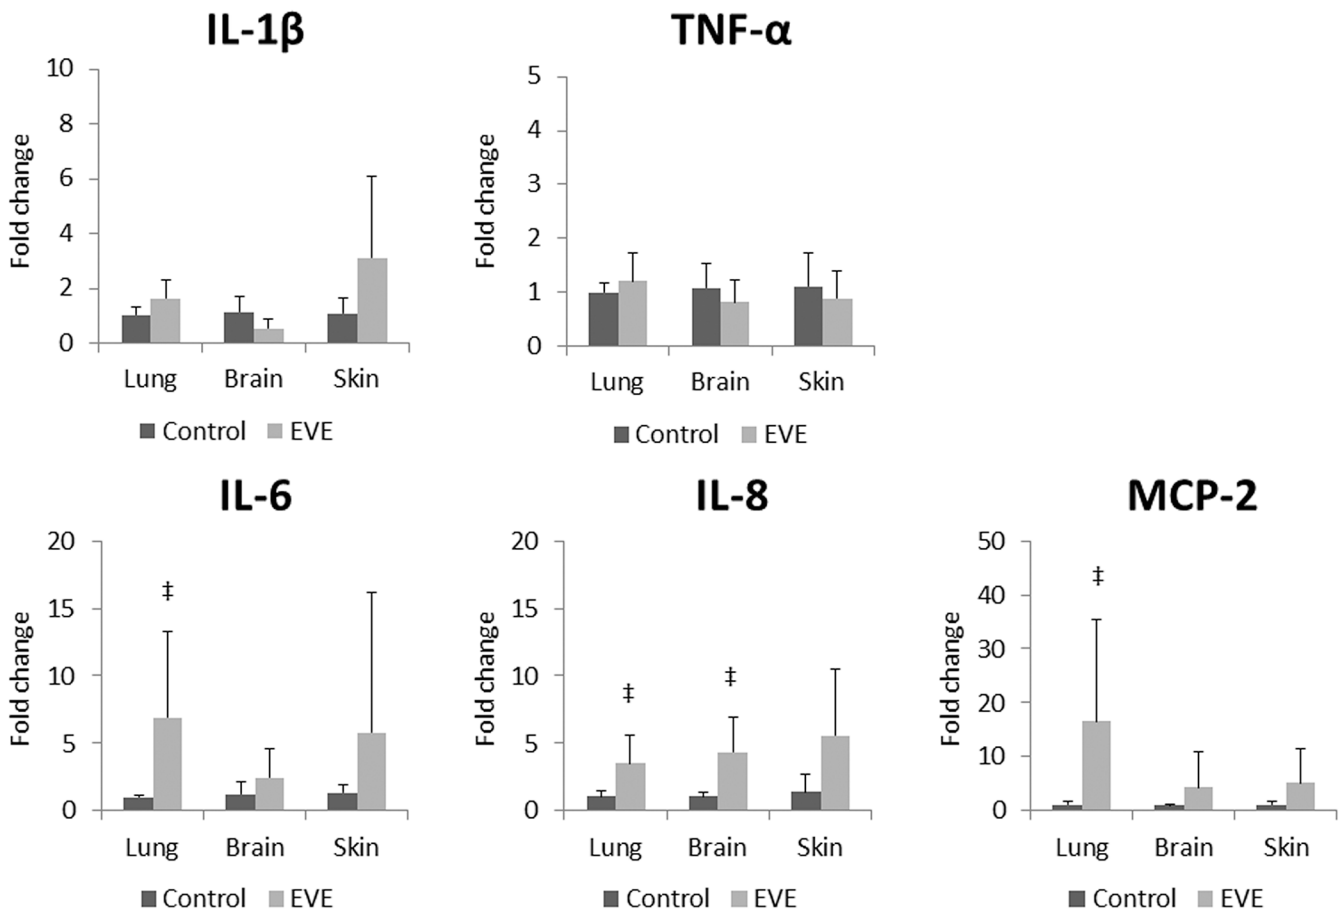 IL-1β
Fold change
10
8
6
4
2
0
Lung Brain Skin
Control EVE
TNF-α
Fold change
5
4
3
2
1
0
Lung Brain Skin
Control EVE
IL-6
Fold change
20
15
10
5
0
‡
Lung Brain Skin
Control EVE
IL-8
Fold change
20
15
10
5
0
‡ ‡
Lung Brain Skin
Control EVE
MCP-2
Fold change
50
40
30
20
10
0
‡
Lung Brain Skin
Control EVE